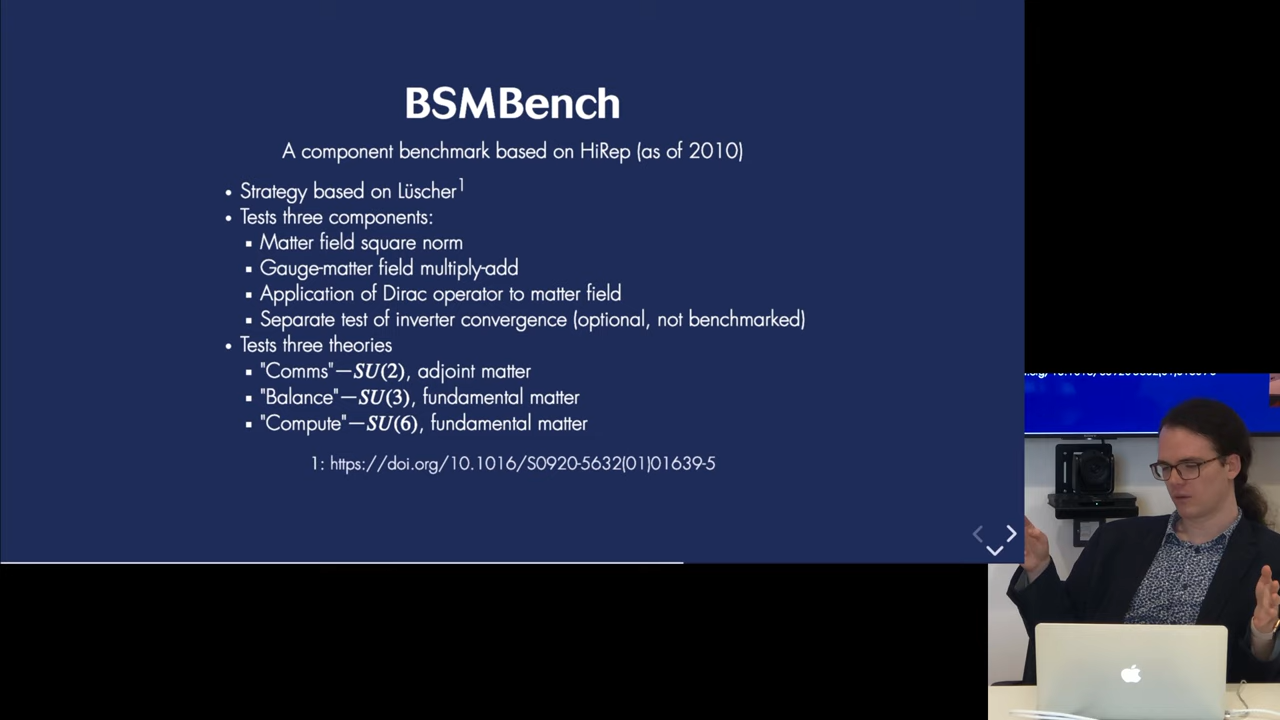 BSMBench
A component benchmark based on HiRep (as of 2010)
• Strategy based on Lüscher1
• Tests three components:
▪ Matter field square norm
▪ Gauge-matter field multiply-add
▪ Application of Dirac operator to matter field
▪ Separate test of inverter convergence (optional, not benchmarked)
• Tests three theories
▪ "Comms"—SU(2), adjoint matter
▪ "Balance"—SU(3), fundamental matter
▪ "Compute"—SU(6), fundamental matter
1: https://doi.org/10.1016/S0920-5632(01)01639-5